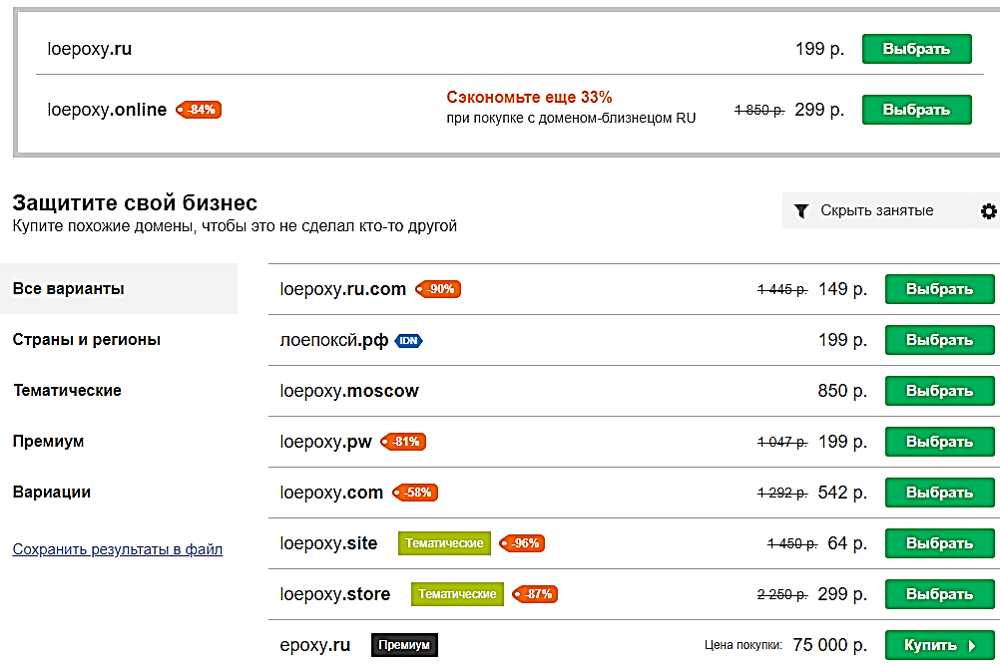 loepoxy.ru 199 р. Выбрать
loepoxy.online -84% Сэкономьте еще 33% 1 850 р. 299 р. Выбрать
при покупке с доменом-близнецом RU
Защитите свой бизнес
Купите похожие домены, чтобы это не сделал кто-то другой
Скрыть занятые
Все варианты
Страны и регионы
Тематические
Премиум
Вариации
Сохранить результаты в файл
loepoxy.ru.com -90% 1 445 р. 149 р. Выбрать
лоепоксй.рф IDN 199 р. Выбрать
loepoxy.moscow 850 р. Выбрать
loepoxy.pw -81% 1 047 р. 199 р. Выбрать
loepoxy.com -58% 1 292 р. 542 р. Выбрать
loepoxy.site Тематические -96% 1 450 р. 64 р. Выбрать
loepoxy.store Тематические -87% 2 250 р. 299 р. Выбрать
epoxy.ru Премиум Цена покупки: 75 000 р. Купить